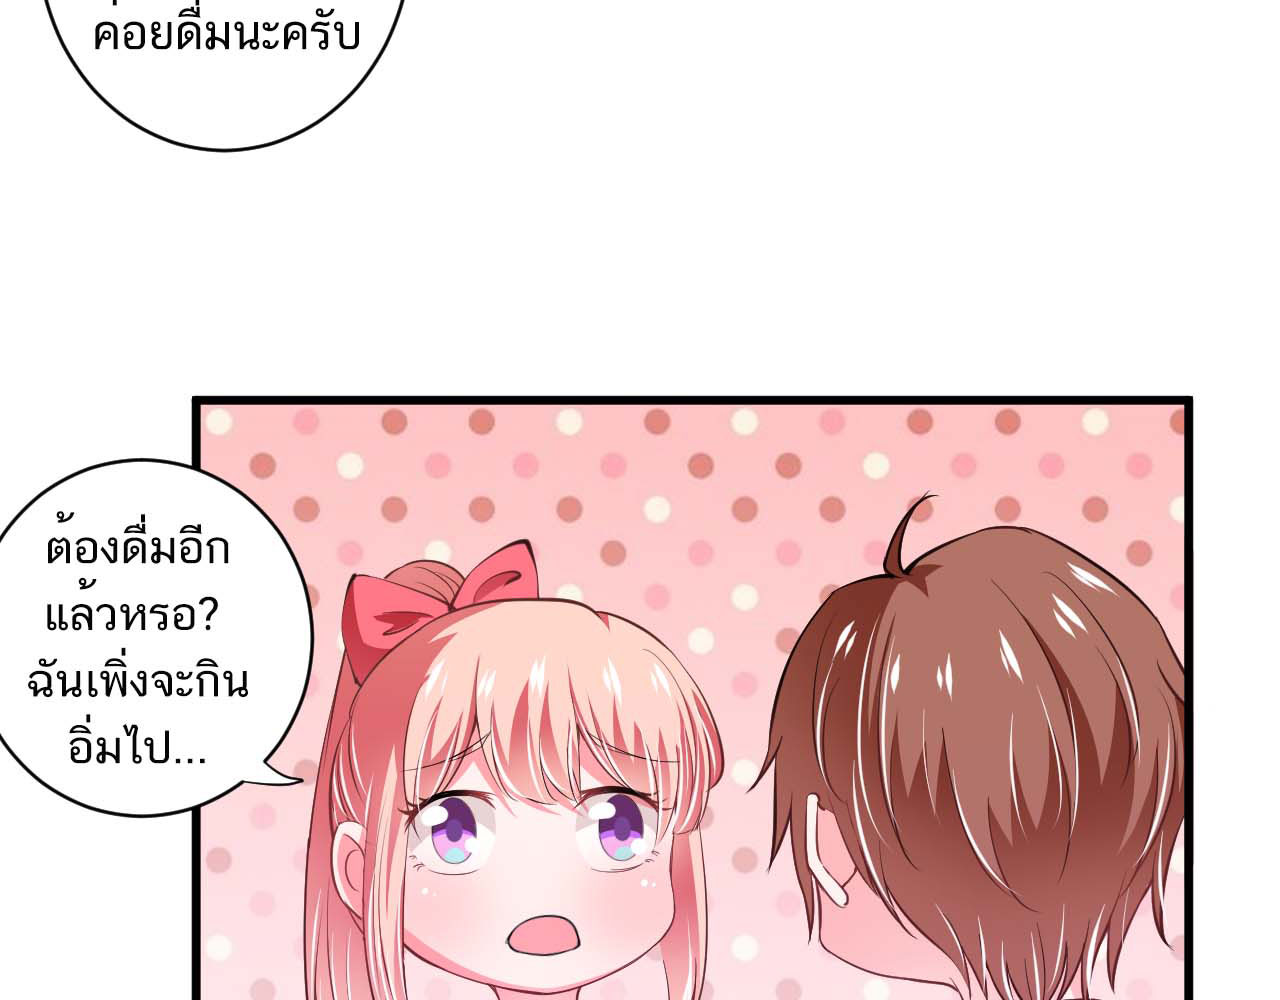 ค่อยดื่มนะครับ
ต้องดื่มอีก
แล้วหรอ?
ฉันเพิ่งจะกิน
อิ่มไป...